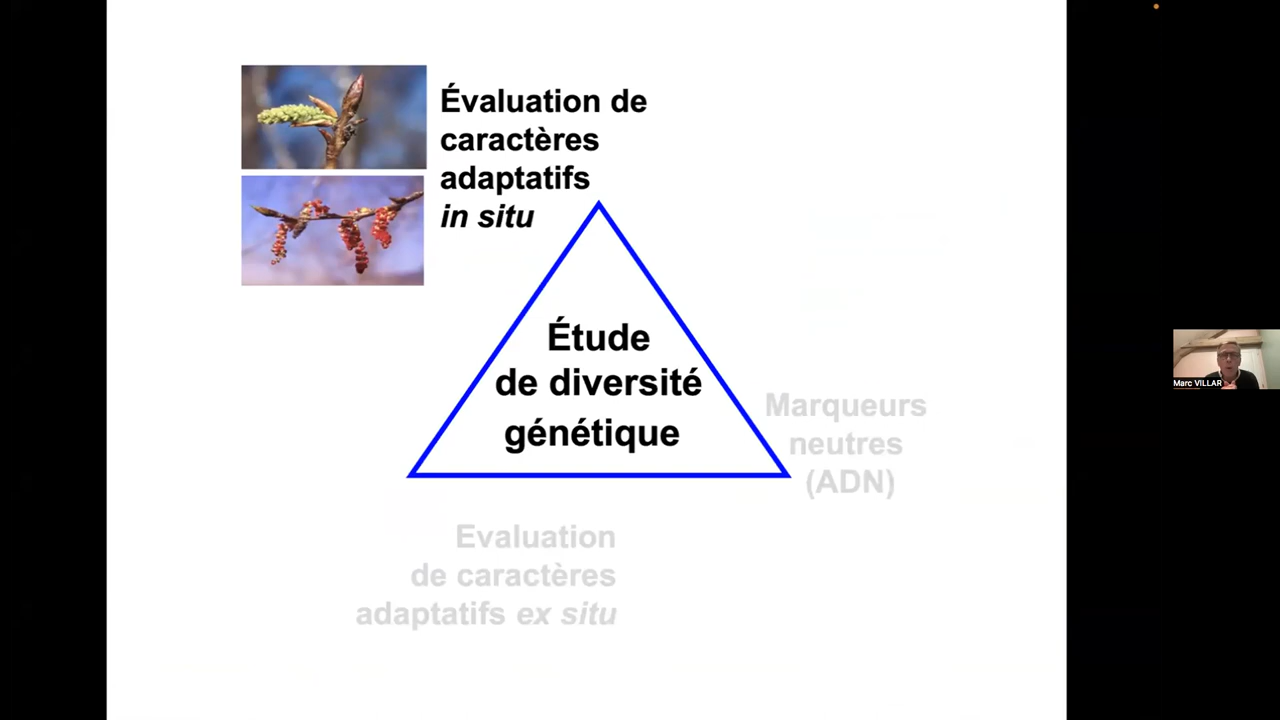 Évaluation de
caractères
adaptatifs
in situ
Étude
de diversité
génétique
Marqueurs
neutres
(ADN)
Evaluation
de caractères
adaptatifs ex situ
Marc VILLAR